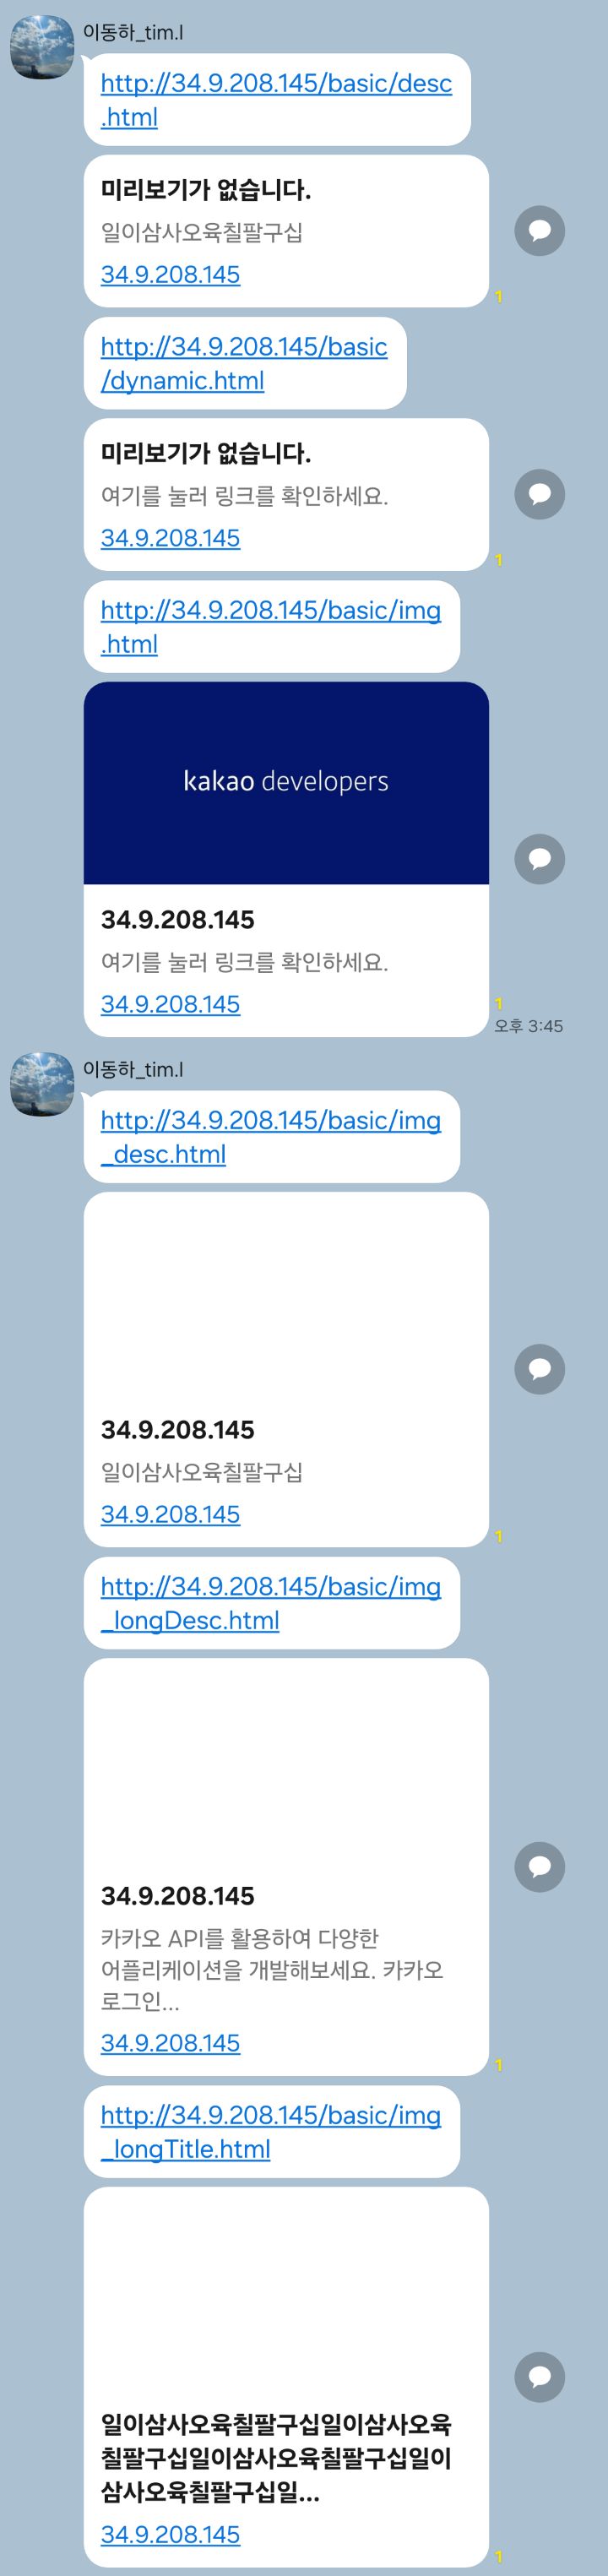 이동하_tim.l
http://34.9.208.145/basic/desc
.html
미리보기가 없습니다.
일이삼사오육칠팔구십
34.9.208.145
1
http://34.9.208.145/basic
/dynamic.html
미리보기가 없습니다.
여기를 눌러 링크를 확인하세요.
34.9.208.145
1
http://34.9.208.145/basic/img
.html
kakao developers
34.9.208.145
여기를 눌러 링크를 확인하세요.
34.9.208.145
1
오후 3:45
이동하_tim.l
http://34.9.208.145/basic/img
_desc.html
34.9.208.145
일이삼사오육칠팔구십
34.9.208.145
1
http://34.9.208.145/basic/img
_longDesc.html
34.9.208.145
카카오 API를 활용하여 다양한
어플리케이션을 개발해보세요. 카카오
로그인...
34.9.208.145
1
http://34.9.208.145/basic/img
_longTitle.html
일이삼사오육칠팔구십일이삼사오육
칠팔구십일이삼사오육칠팔구십일이
삼사오육칠팔구십일...
34.9.208.145
1